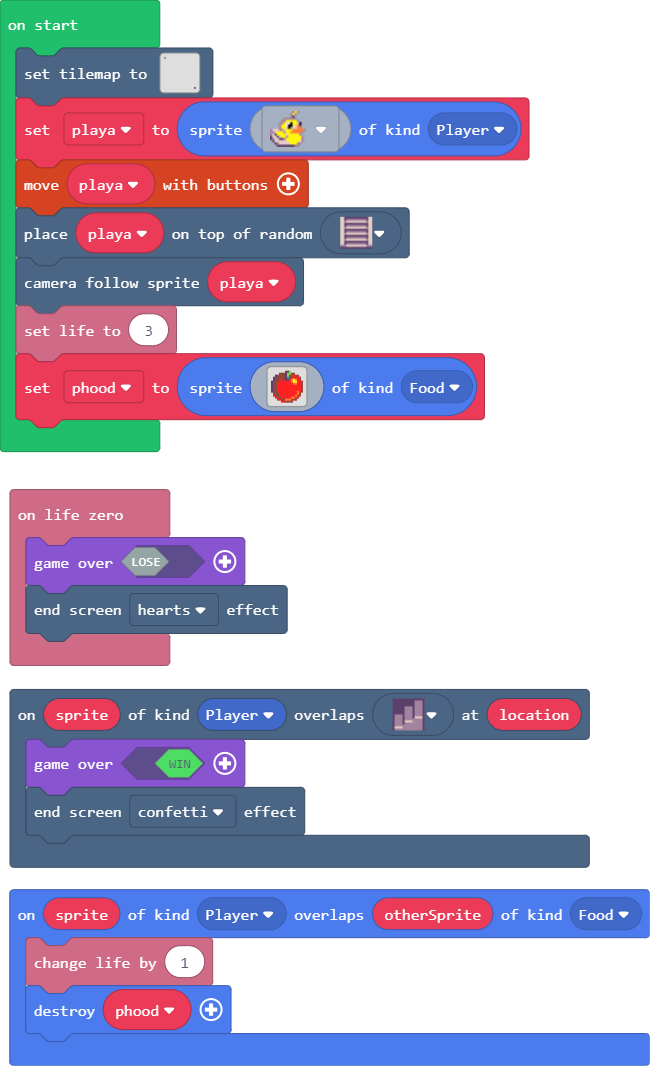 on start
set tilemap to
set playa to sprite of kind Player
move playa with buttons
place playa on top of random
camera follow sprite playa
set life to 3
set phood to sprite of kind Food
on life zero
game over LOSE
end screen hearts effect
on sprite of kind Player overlaps at location
game over WIN
end screen confetti effect
on sprite of kind Player overlaps otherSprite of kind Food
change life by 1
destroy phood